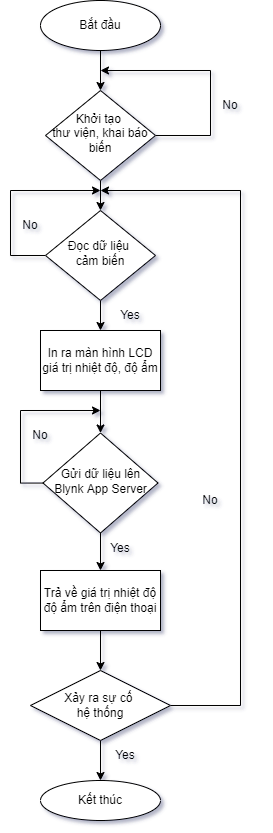 Bắt đầu
No
Khởi tạo
thư viện, khai báo
biến
No
Đọc dữ liệu
cảm biến
Yes
In ra màn hình LCD
giá trị nhiệt độ, độ ẩm
No
Gửi dữ liệu lên
Blynk App Server
No
Yes
Trả về giá trị nhiệt độ
độ ẩm trên điện thoại
Xảy ra sự cố
hệ thống
Yes
Kết thúc